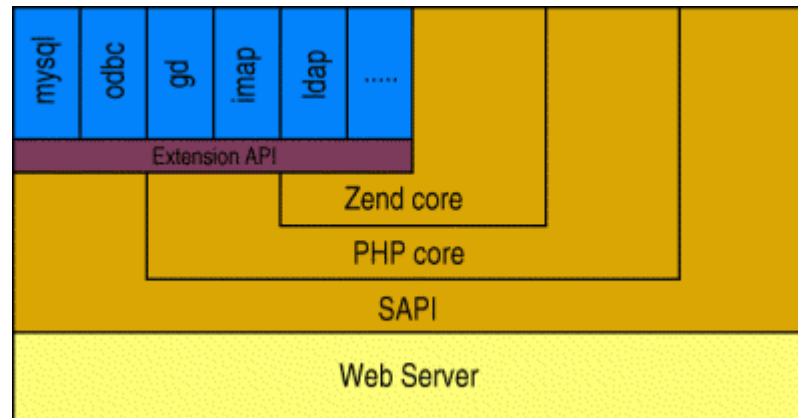 mysql
odbc
gd
imap
ldap
.....
Extension API
Zend core
PHP core
SAPI
Web Server